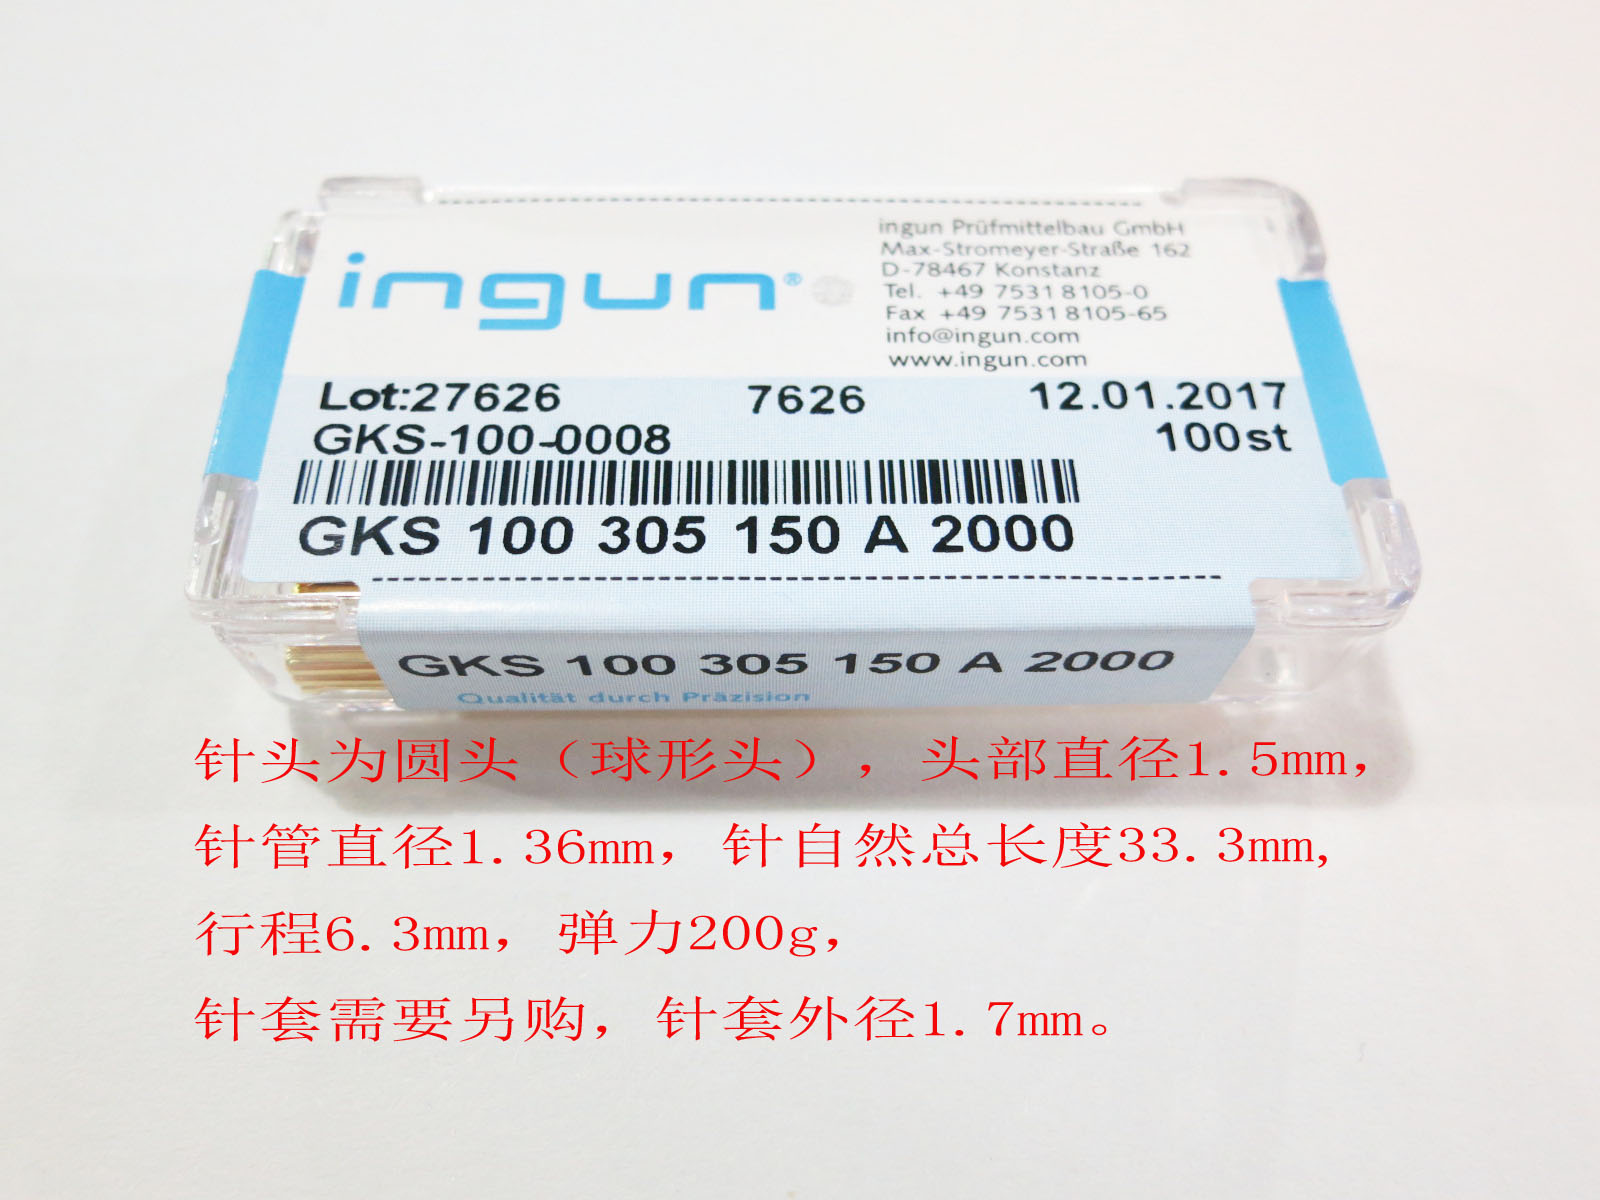 ingun®
ingun Prüfmittelbau GmbH
Max-Stromeyer-Straße 162
D-78467 Konstanz
Tel. +49 7531 8105-0
Fax +49 7531 8105-65
info@ingun.com
www.ingun.com
Lot:27626 7626 12.01.2017
GKS-100-0008 100st
GKS 100 305 150 A 2000
GKS 100 305 150 A 2000
Qualität durch Präzision
针头为圆头（球形头）,头部直径1.5mm,
针管直径1.36mm,针自然总长度33.3mm,
行程6.3mm,弹力200g,
针套需要另购,针套外径1.7mm。